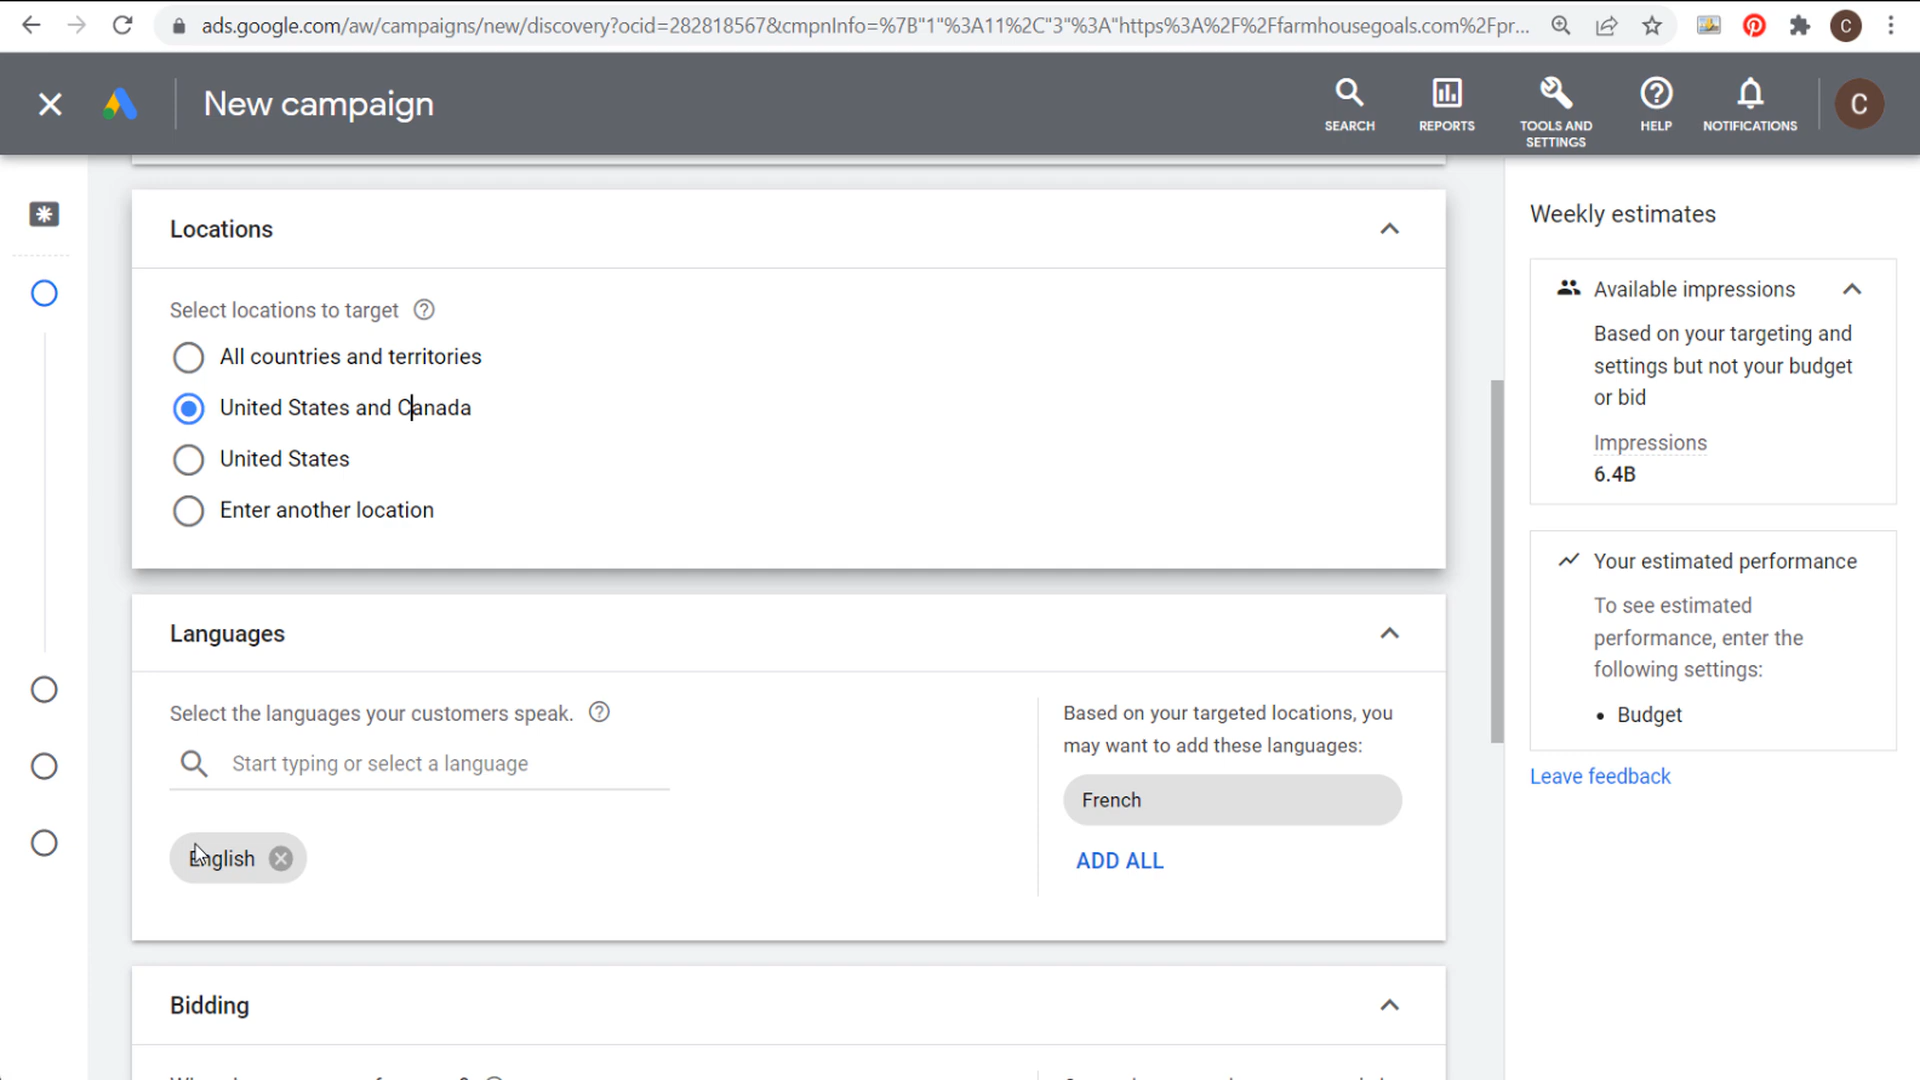 ads.google.com/aw/campaigns/new/discovery?ocid=282818567&cmpnInfo=%7B"1"%3A11%2C"3"%3A"https%3A%2F%2Ffarmhousegoals.com%2Fpr...
C
New campaign
SEARCH
REPORTS
TOOLS AND
SETTINGS
HELP
NOTIFICATIONS
C
Locations
Select locations to target
All countries and territories
United States and Canada
United States
Enter another location
Languages
Select the languages your customers speak.
Start typing or select a language
English
Based on your targeted locations, you
may want to add these languages:
French
ADD ALL
Bidding
Weekly estimates
Available impressions
Based on your targeting and
settings but not your budget
or bid
Impressions
6.4B
Your estimated performance
To see estimated
performance, enter the
following settings:
• Budget
Leave feedback